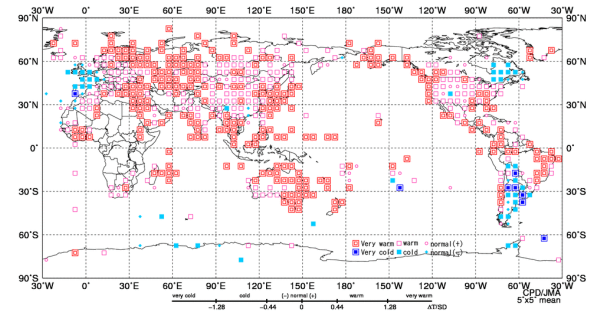 30°W 0° 30°E 60°E 90°E 120°E 150°E 180° 150°W 120°W 90°W 60°W 30°W
90°N 90°N
60°N 60°N
30°N 30°N
0° 0°
30°S 30°S
60°S 60°S
90°S 90°S
Very warm warm normal(+)
Very cold cold normal(-)
30°W 0° 30°E 60°E 90°E 120°E 150°E 180° 150°W 120°W 90°W 60°W 30°W
CPD/JMA
5°x5° mean
very cold cold (-) normal (+) warm very warm
-1.28 -0.44 0 0.44 1.28 ΔT/SD